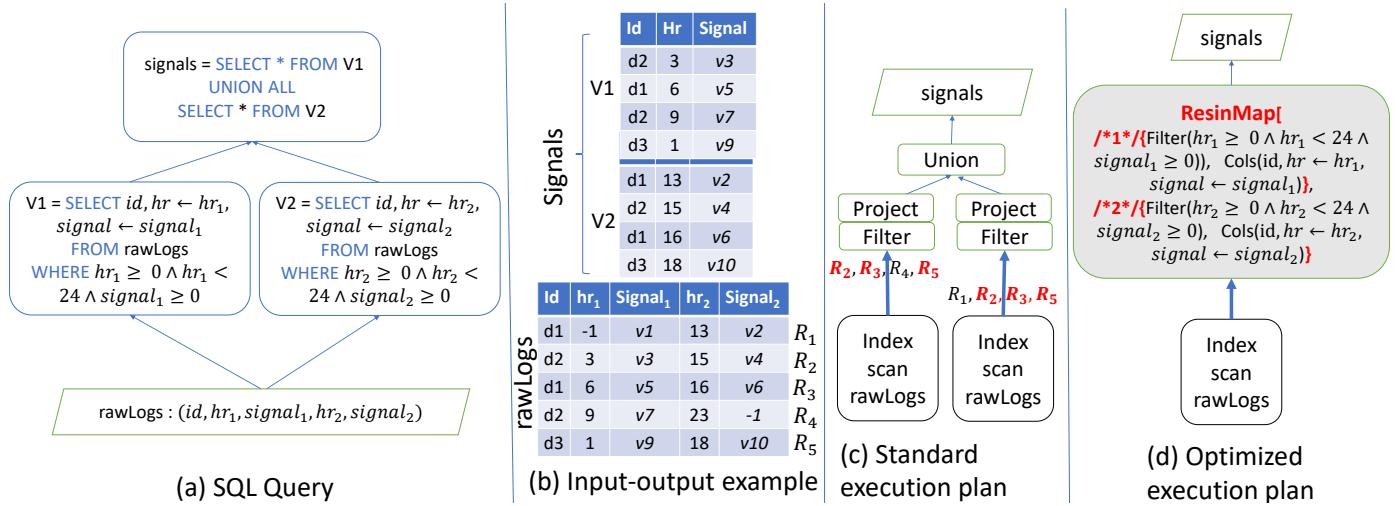 signals = SELECT * FROM V1
UNION ALL
SELECT * FROM V2
V1 = SELECT id, hr ← hr₁,
signal ← signal₁
FROM rawLogs
WHERE hr₁ ≥ 0 ∧ hr₁ <
24 ∧ signal₁ ≥ 0
V2 = SELECT id, hr ← hr₂,
signal ← signal₂
FROM rawLogs
WHERE hr₂ ≥ 0 ∧ hr₂ <
24 ∧ signal₂ ≥ 0
rawLogs : (id, hr₁, signal₁, hr₂, signal₂)
(a) SQL Query
Signals
V1
V2
Id Hr Signal
d2 3 v3
d1 6 v5
d2 9 v7
d3 1 v9
d1 13 v2
d2 15 v4
d1 16 v6
d3 18 v10
rawLogs
Id hr₁ Signal₁ hr₂ Signal₂
d1 -1 v1 13 v2 R₁
d2 3 v3 15 v4 R₂
d1 6 v5 16 v6 R₃
d2 9 v7 23 -1 R₄
d3 1 v9 18 v10 R₅
(b) Input-output example
signals
Union
Project
Filter
Project
Filter
R₂, R₃, R₄, R₅
R₁, R₂, R₃, R₅
Index
scan
rawLogs
Index
scan
rawLogs
(c) Standard
execution plan
signals
ResinMap[
/*1*/{Filter(hr₁ ≥ 0 ∧ hr₁ < 24 ∧
signal₁ ≥ 0)), Cols(id, hr ← hr₁,
signal ← signal₁)},
/*2*/{Filter(hr₂ ≥ 0 ∧ hr₂ < 24 ∧
signal₂ ≥ 0), Cols(id, hr ← hr₂,
signal ← signal₂)}
Index
scan
rawLogs
(d) Optimized
execution plan